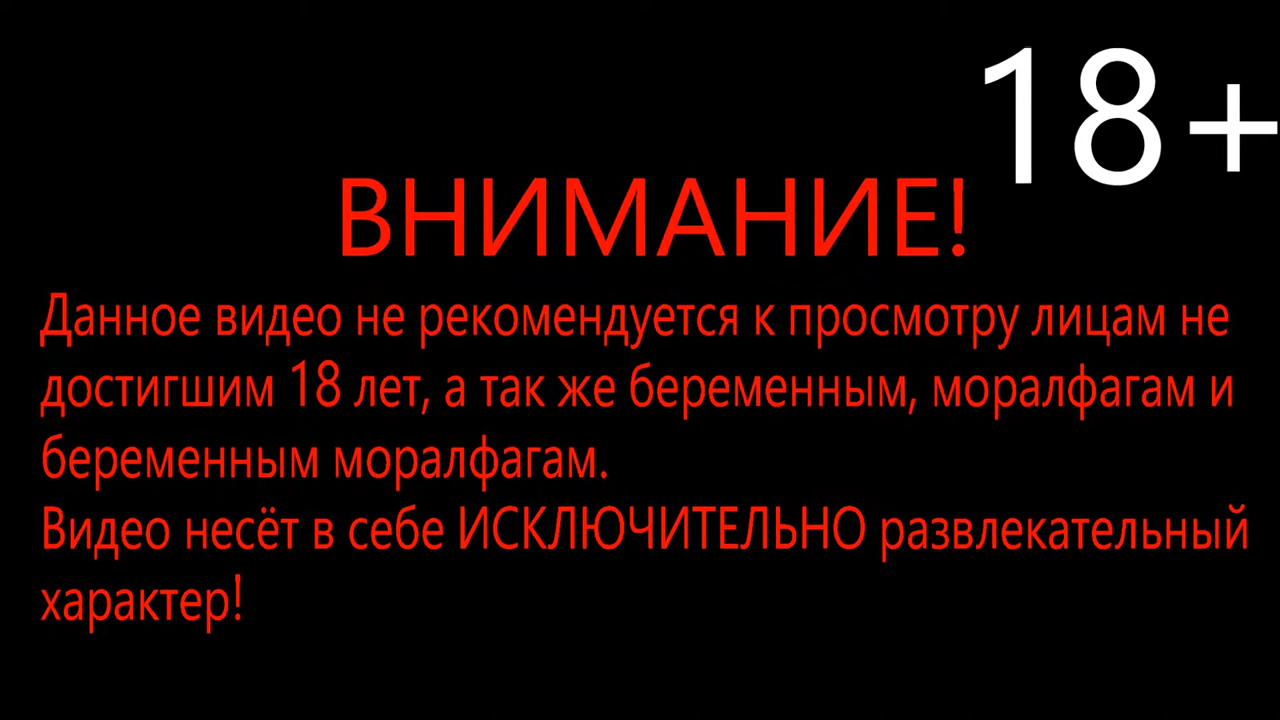 18+
ВНИМАНИЕ!
Данное видео не рекомендуется к просмотру лицам не
достигшим 18 лет, а так же беременным, моралфагам и
беременным моралфагам.
Видео несёт в себе ИСКЛЮЧИТЕЛЬНО развлекательный
характер!